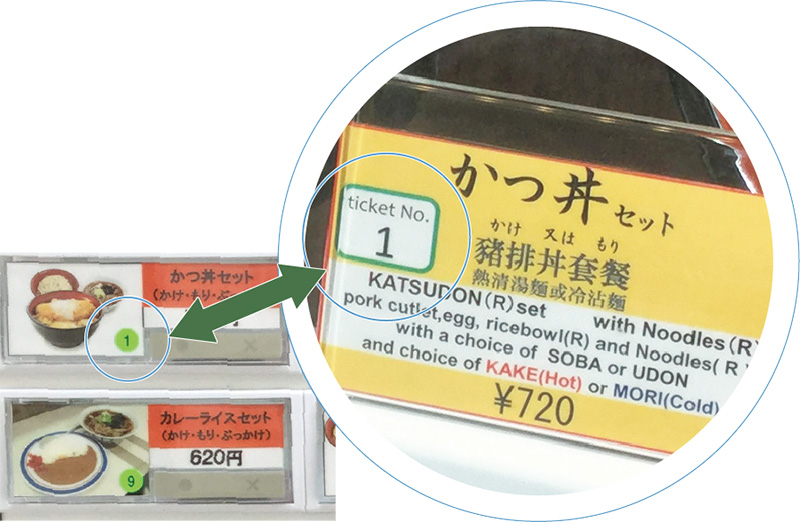 かつ丼セット
(かけ・もり・ぶっ
円
1
カレーライスセット
(かけ・もり・ぶっかけ)
620円
9
かつ丼セット
ticket No.
1
かけ 又は もり
豬排丼套餐
熱清湯麵或冷沾麵
KATSUDON(R)set with Noodles(R)
pork cutlet,egg, ricebowl(R) and Noodles(R)
with a choice of SOBA or UDON
and choice of KAKE(Hot) or MORI(Cold)
¥720